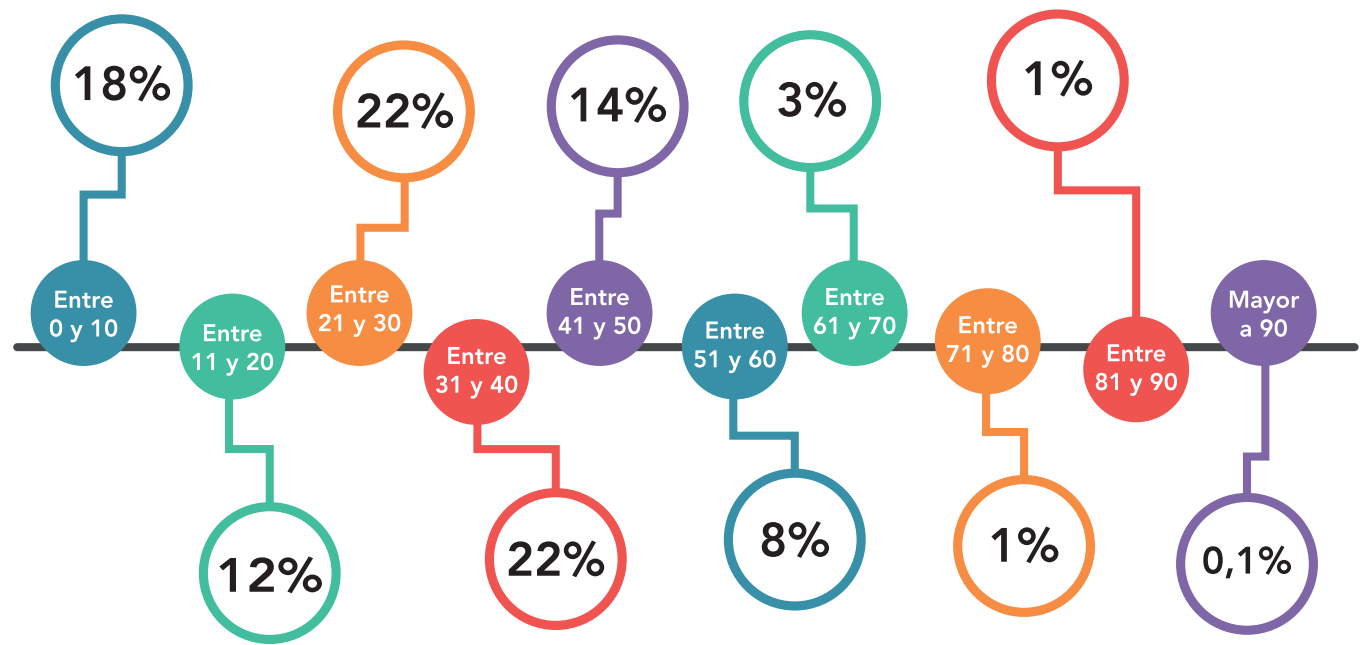 18%
22%
14%
3%
1%
Entre
0 y 10
Entre
11 y 20
Entre
21 y 30
Entre
31 y 40
Entre
41 y 50
Entre
51 y 60
Entre
61 y 70
Entre
71 y 80
Entre
81 y 90
Mayor
a 90
12%
22%
8%
1%
0,1%